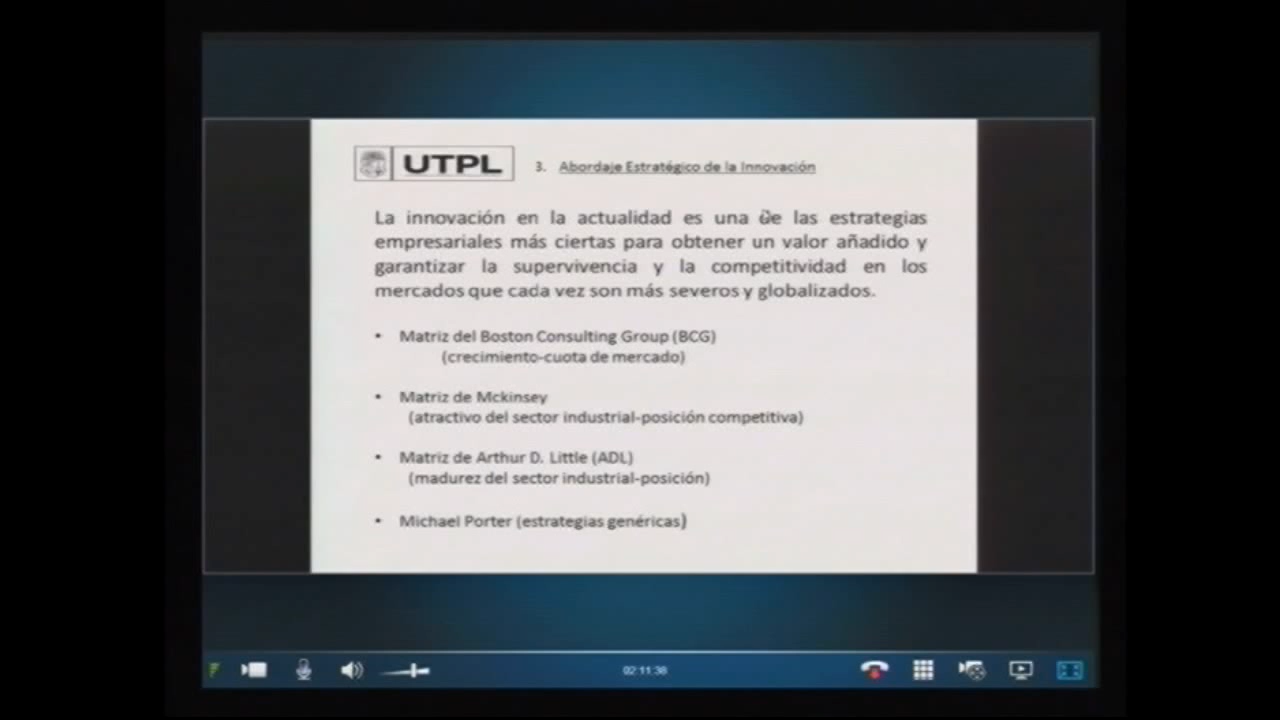 UTPL
3. Abordaje Estratégico de la Innovación
La innovación en la actualidad es una de las estrategias
empresariales más ciertas para obtener un valor añadido y
garantizar la supervivencia y la competitividad en los
mercados que cada vez son más severos y globalizados.
• Matriz del Boston Consulting Group (BCG)
(crecimiento-cuota de mercado)
• Matriz de Mckinsey
(atractivo del sector industrial-posición competitiva)
• Matriz de Arthur D. Little (ADL)
(madurez del sector industrial-posición)
• Michael Porter (estrategias genéricas)
02:11:38